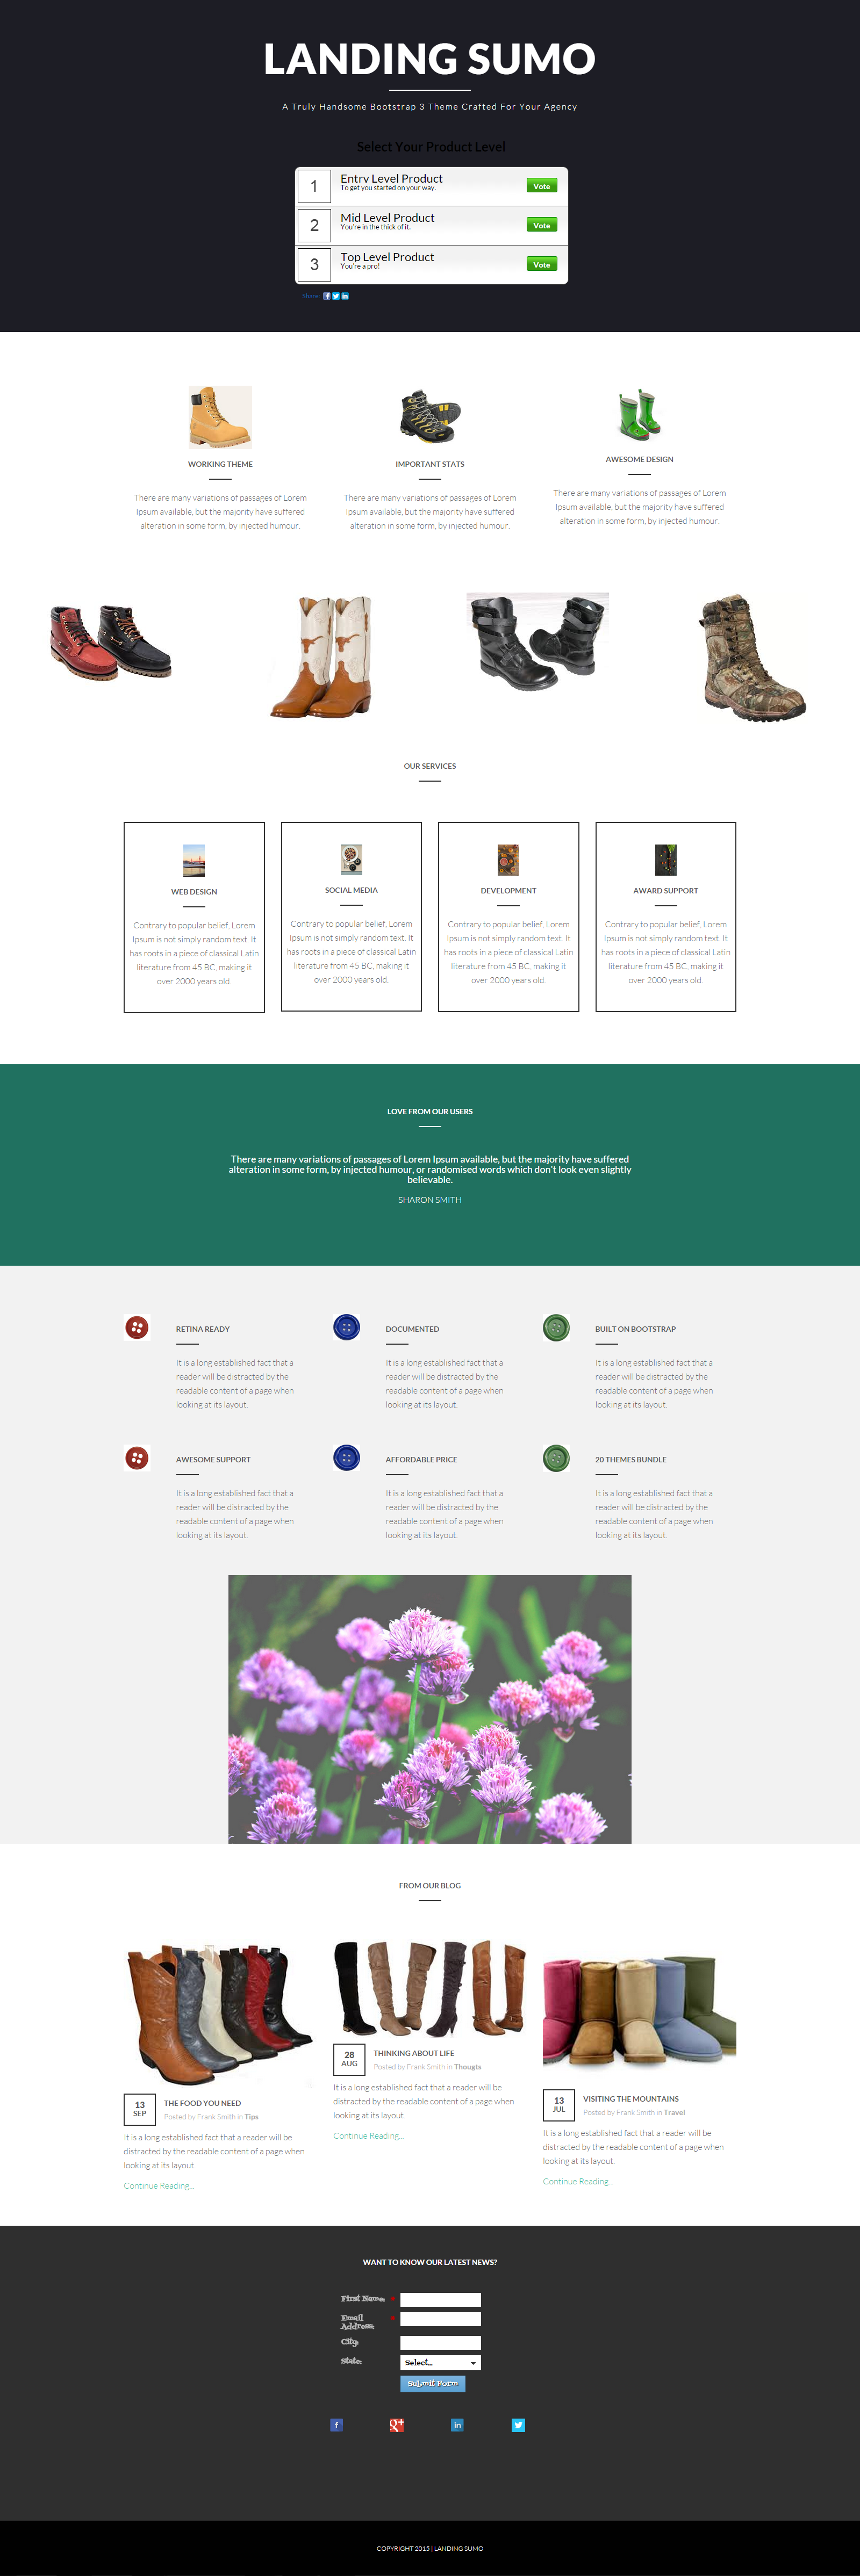 LANDING SUMO
A Truly Handsome Bootstrap 3 Theme Crafted For Your Agency
Select Your Product Level
1
Entry Level Product
To get you started on your way.
Vote
2
Mid Level Product
You're in the thick of it.
Vote
3
Top Level Product
You're a pro!
Vote
Share:
WORKING THEME
There are many variations of passages of Lorem
Ipsum available, but the majority have suffered
alteration in some form, by injected humour.
IMPORTANT STATS
There are many variations of passages of Lorem
Ipsum available, but the majority have suffered
alteration in some form, by injected humour.
AWESOME DESIGN
There are many variations of passages of Lorem
Ipsum available, but the majority have suffered
alteration in some form, by injected humour.
OUR SERVICES
WEB DESIGN
Contrary to popular belief, Lorem
Ipsum is not simply random text. It
has roots in a piece of classical Latin
literature from 45 BC, making it
over 2000 years old.
SOCIAL MEDIA
Contrary to popular belief, Lorem
Ipsum is not simply random text. It
has roots in a piece of classical Latin
literature from 45 BC, making it
over 2000 years old.
DEVELOPMENT
Contrary to popular belief, Lorem
Ipsum is not simply random text. It
has roots in a piece of classical Latin
literature from 45 BC, making it
over 2000 years old.
AWARD SUPPORT
Contrary to popular belief, Lorem
Ipsum is not simply random text. It
has roots in a piece of classical Latin
literature from 45 BC, making it
over 2000 years old.
LOVE FROM OUR USERS
There are many variations of passages of Lorem Ipsum available, but the majority have suffered
alteration in some form, by injected humour, or randomised words which don't look even slightly
believable.
SHARON SMITH
RETINA READY
It is a long established fact that a
reader will be distracted by the
readable content of a page when
looking at its layout.
DOCUMENTED
It is a long established fact that a
reader will be distracted by the
readable content of a page when
looking at its layout.
BUILT ON BOOTSTRAP
It is a long established fact that a
reader will be distracted by the
readable content of a page when
looking at its layout.
AWESOME SUPPORT
It is a long established fact that a
reader will be distracted by the
readable content of a page when
looking at its layout.
AFFORDABLE PRICE
It is a long established fact that a
reader will be distracted by the
readable content of a page when
looking at its layout.
20 THEMES BUNDLE
It is a long established fact that a
reader will be distracted by the
readable content of a page when
looking at its layout.
FROM OUR BLOG
13
SEP
THE FOOD YOU NEED
Posted by Frank Smith in Tips
It is a long established fact that a reader will be
distracted by the readable content of a page when
looking at its layout.
Continue Reading...
28
AUG
THINKING ABOUT LIFE
Posted by Frank Smith in Thougts
It is a long established fact that a reader will be
distracted by the readable content of a page when
looking at its layout.
Continue Reading...
13
JUL
VISITING THE MOUNTAINS
Posted by Frank Smith in Travel
It is a long established fact that a reader will be
distracted by the readable content of a page when
looking at its layout.
Continue Reading...
WANT TO KNOW OUR LATEST NEWS?
First Name: *
Email *
Address:
City:
State:
Select...
Submit Form
COPYRIGHT 2015 | LANDING SUMO